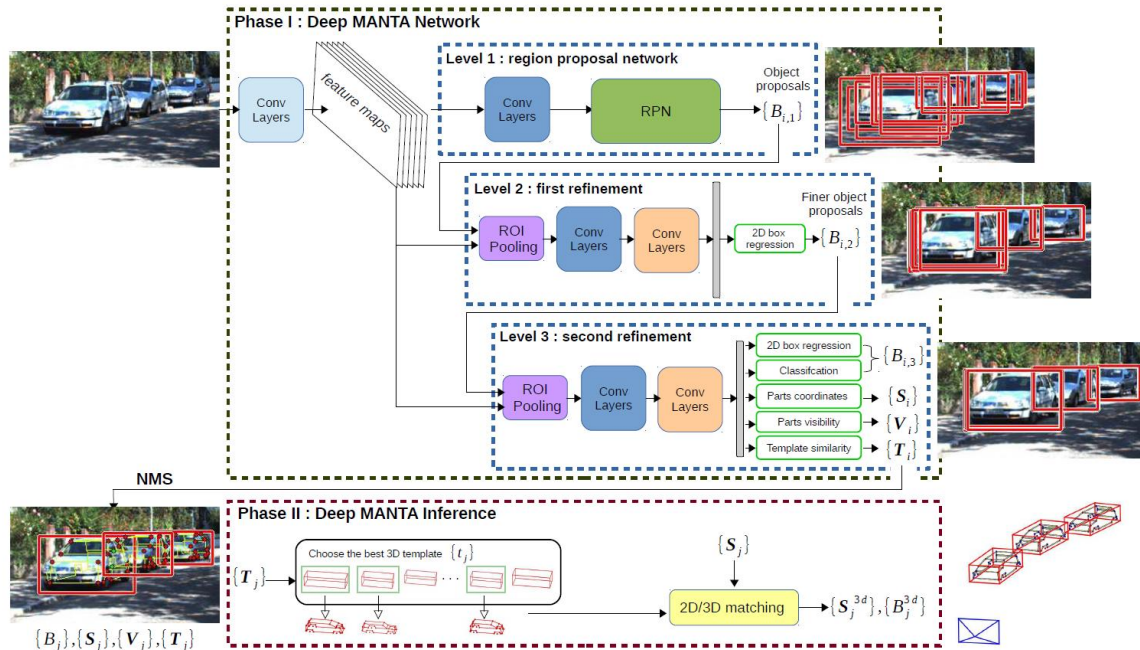 Phase I : Deep MANTA Network
Level 1 : region proposal network
Conv Layers
feature maps
Conv Layers
RPN
Object proposals
{B_{i,1}}
Level 2 : first refinement
ROI Pooling
Conv Layers
Conv Layers
2D box regression
Finer object proposals
{B_{i,2}}
Level 3 : second refinement
ROI Pooling
Conv Layers
Conv Layers
2D box regression
Classifcation
{B_{i,3}}
Parts coordinates
{S_i}
Parts visibility
{V_i}
Template similarity
{T_i}
NMS
{B_j},{S_j},{V_j},{T_j}
Phase II : Deep MANTA Inference
Choose the best 3D template {t_j}
{T_j}
...
{S_j}
2D/3D matching
{S_j^{3d}},{B_j^{3d}}